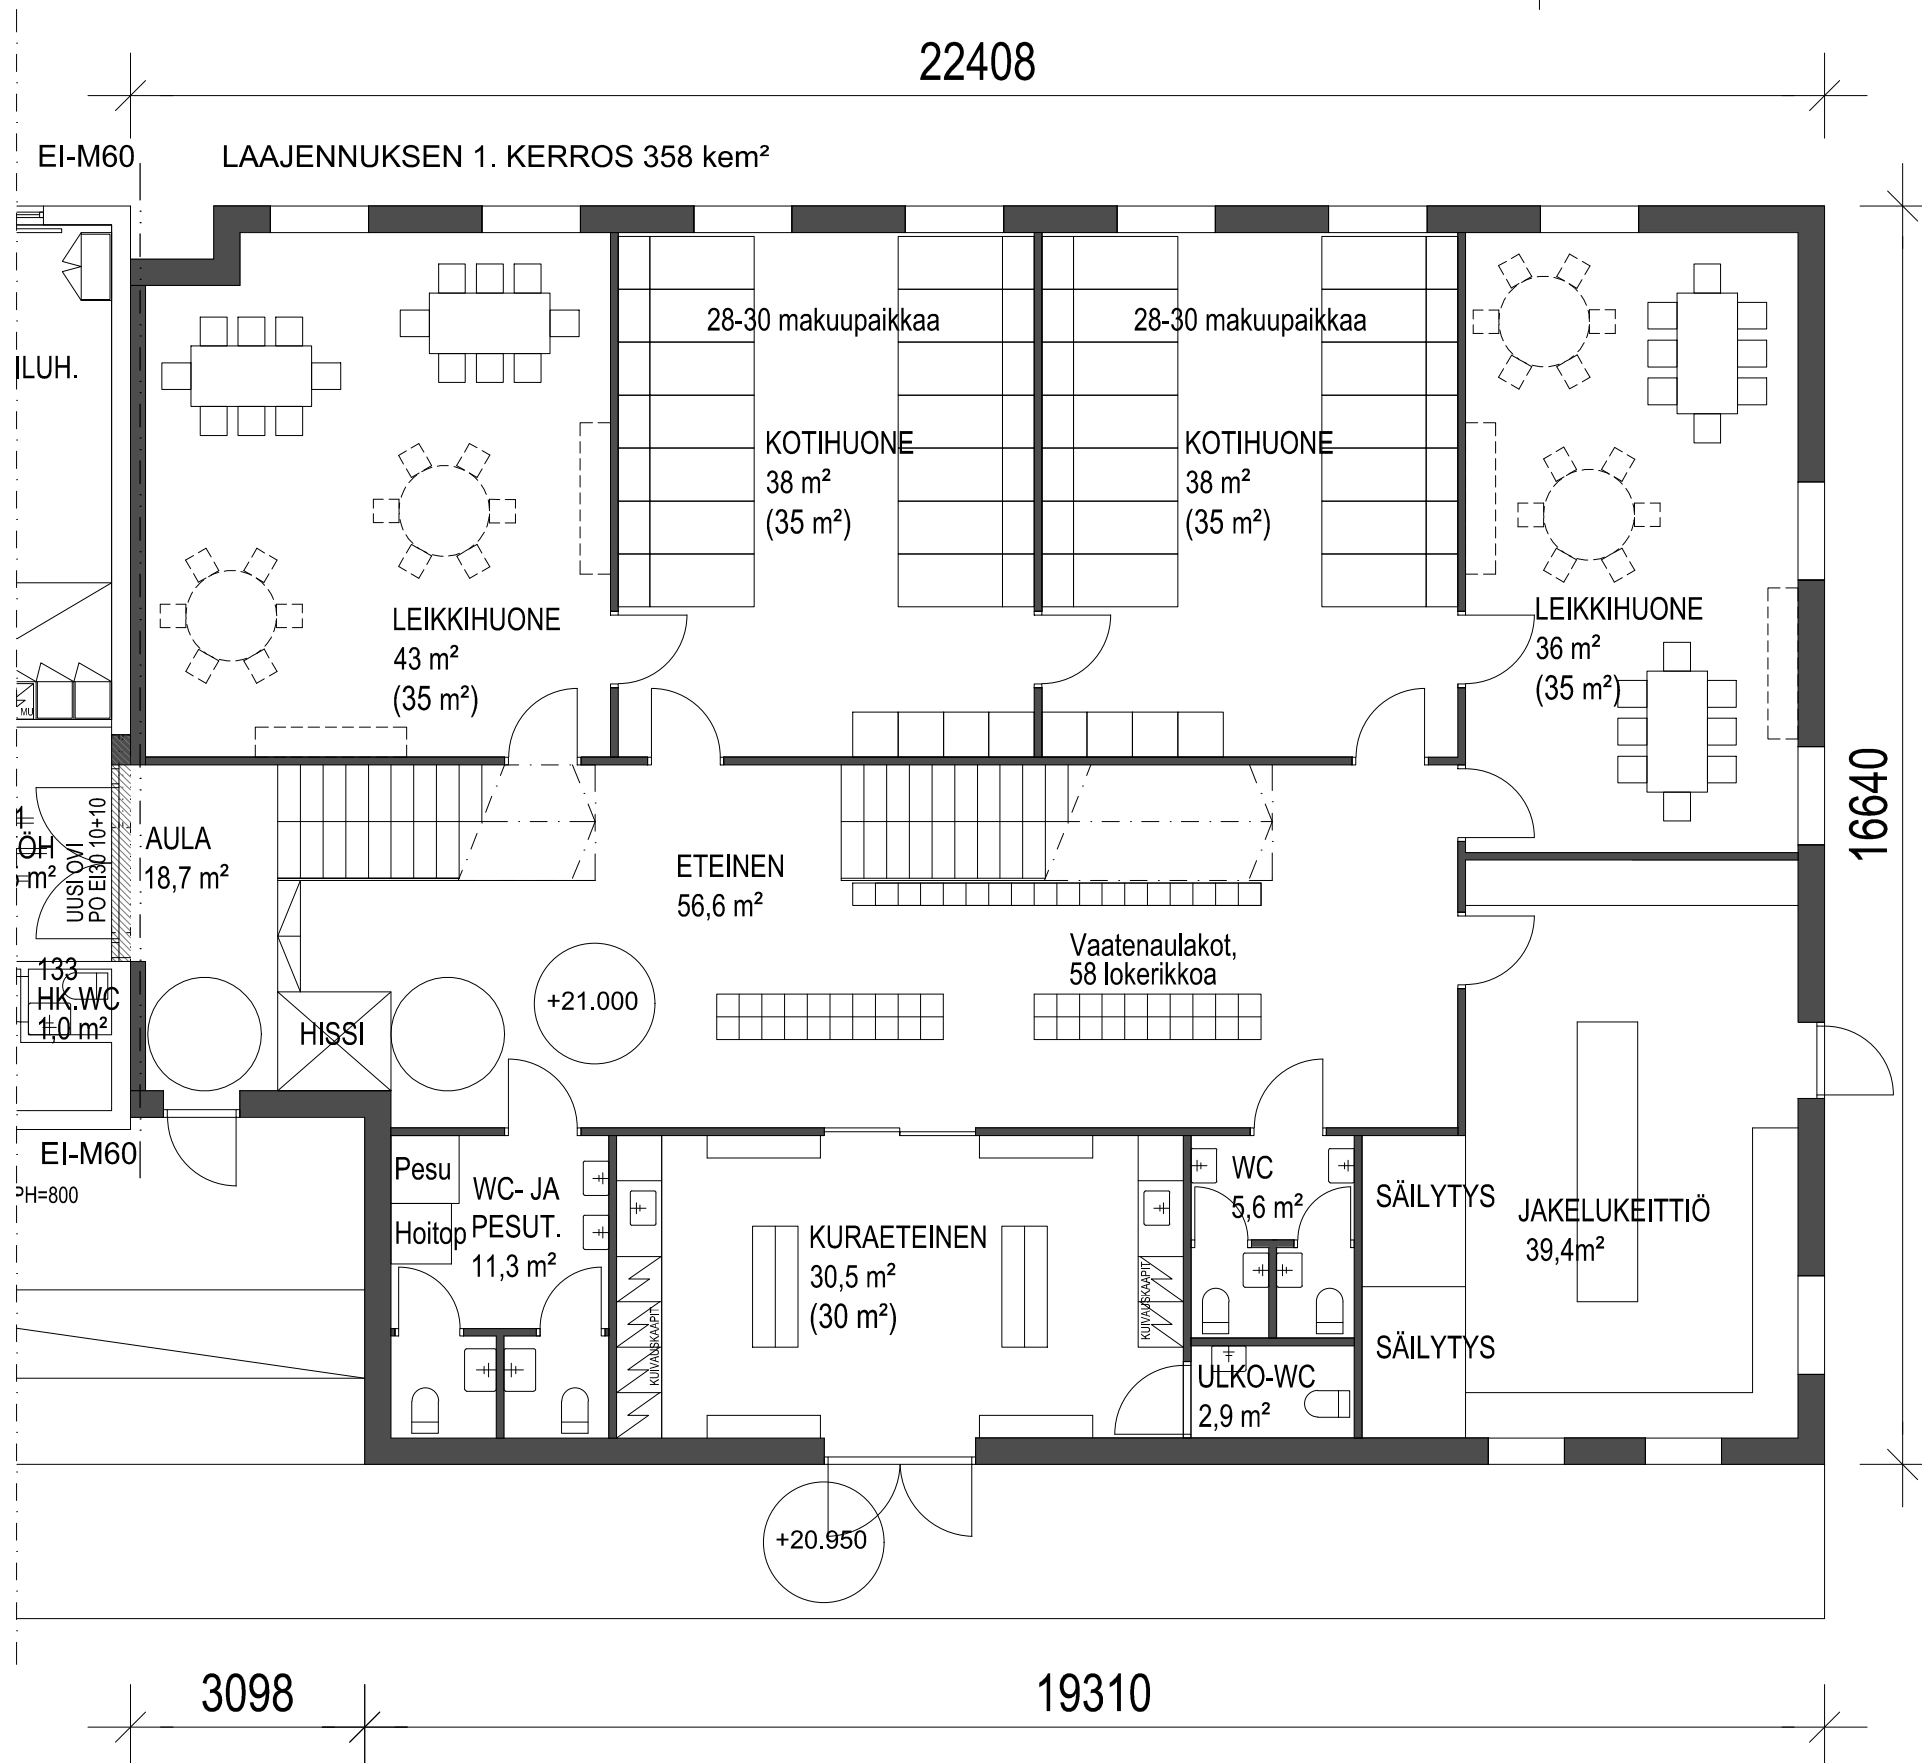 22408
EI-M60
LAAJENNUKSEN 1. KERROS 358 kem²
28-30 makuupaikkaa
28-30 makuupaikkaa
ILUH.
KOTIHUONE
38 m²
(35 m²)
KOTIHUONE
38 m²
(35 m²)
LEIKKIHUONE
43 m²
(35 m²)
LEIKKIHUONE
36 m²
(35 m²)
MU
16640
ÖH
m²
UUSI OVI
PO EI30 10+10
AULA
18,7 m²
ETEINEN
56,6 m²
Vaatenaulakot,
58 lokerikkoa
133
HK.WC
1,0 m²
HISSI
+21.000
EI-M60
PH=800
Pesu
Hoitop
WC- JA
PESUT.
11,3 m²
KUIVAUSKAAPIT
KURAETEINEN
30,5 m²
(30 m²)
KUIVAUSKAAPIT
WC
5,6 m²
ULKO-WC
2,9 m²
SÄILYTYS
SÄILYTYS
JAKELUKEITTIÖ
39,4m²
+20.950
3098
19310